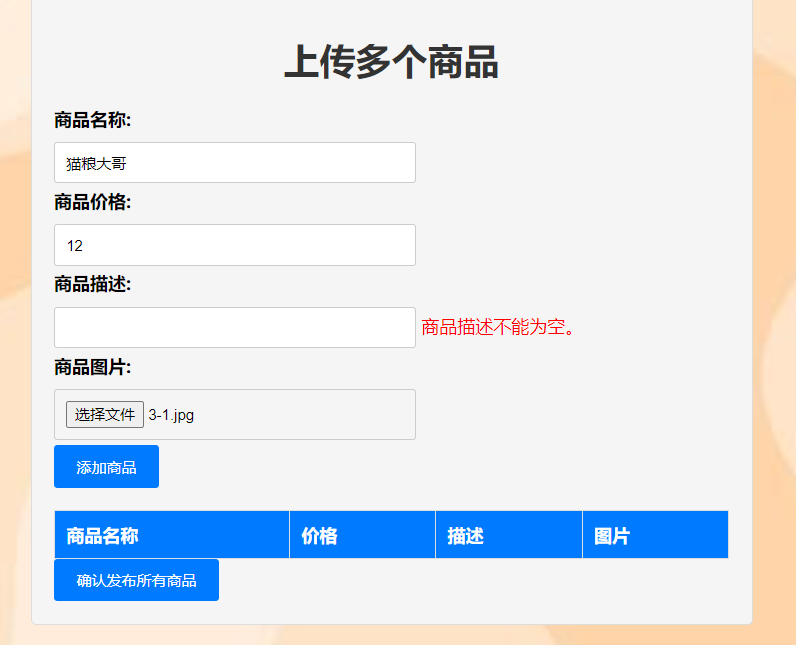 上传多个商品
商品名称:
猫粮大哥
商品价格:
12
商品描述:
商品描述不能为空。
商品图片:
选择文件 3-1.jpg
添加商品
商品名称 价格 描述 图片
确认发布所有商品